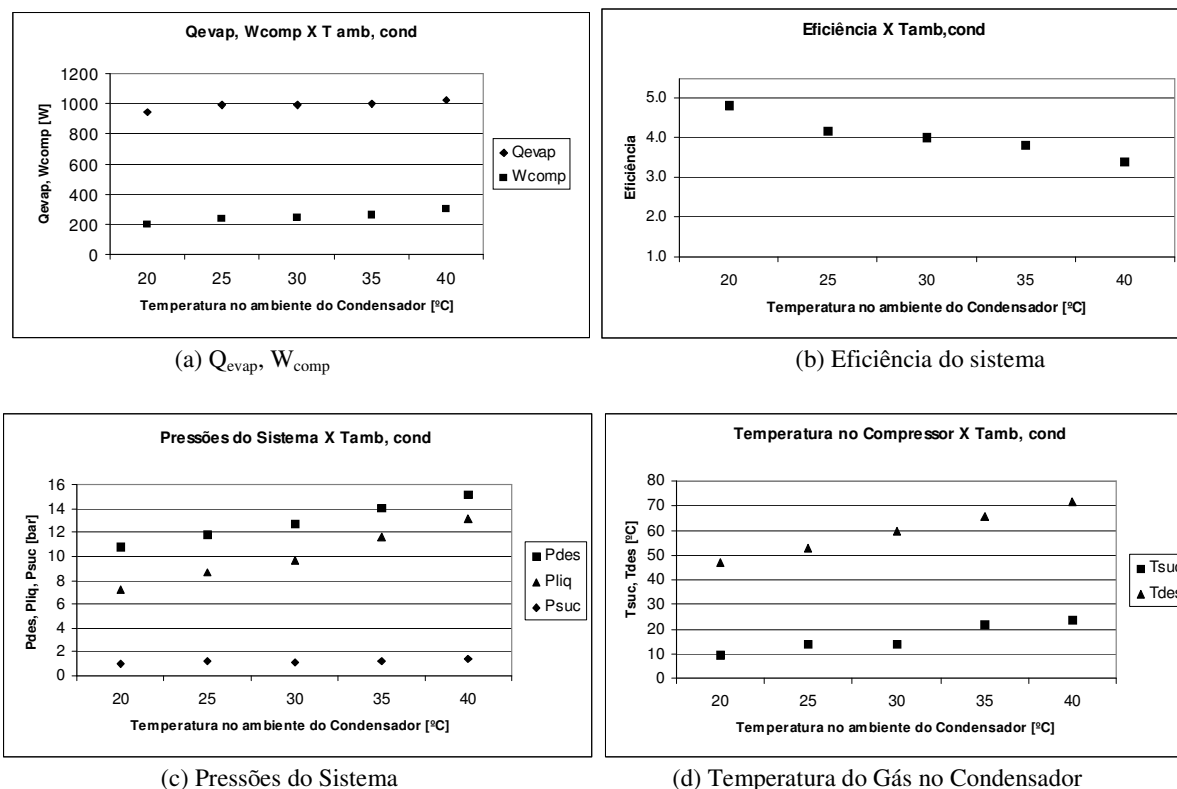 Qevap, Wcomp X T amb, cond
Qevap, Wcomp [W]
1200
1000
800
600
400
200
0
20 25 30 35 40
Temperatura no ambiente do Condensador [ºC]
Qevap
Wcomp
(a) Qevap, Wcomp
Eficiência X Tamb,cond
Eficiência
5.0
4.0
3.0
2.0
1.0
20 25 30 35 40
Temperatura no ambiente do Condensador [ºC]
(b) Eficiência do sistema
Pressões do Sistema X Tamb, cond
Pdes, Pliq, Psuc [bar]
16
14
12
10
8
6
4
2
0
20 25 30 35 40
Temperatura no ambiente do Condensador [ºC]
Pdes
Pliq
Psuc
(c) Pressões do Sistema
Temperatura no Compressor X Tamb, cond
Tsuc, Tdes [ºC]
80
70
60
50
40
30
20
10
0
20 25 30 35 40
Temperatura no ambiente do Condensador [ºC]
Tsuc
Tdes
(d) Temperatura do Gás no Condensador